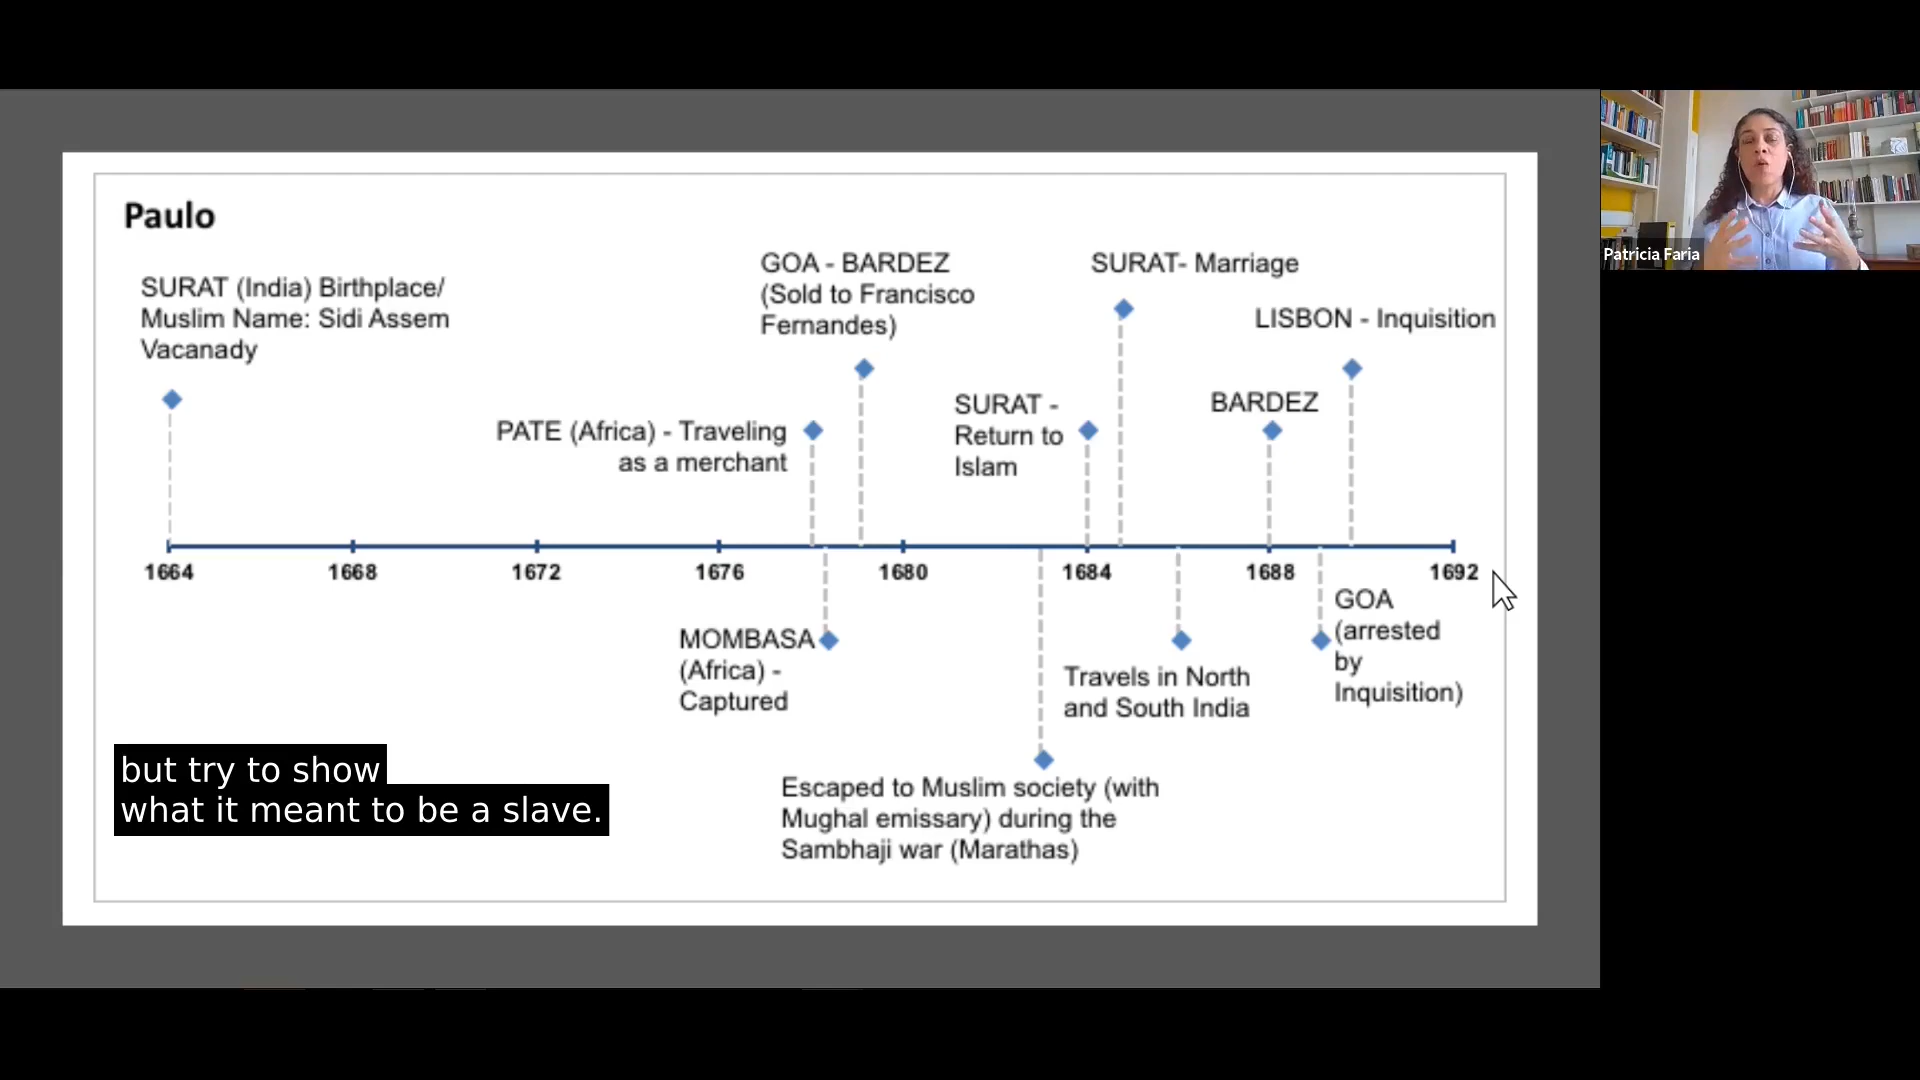 Paulo
SURAT (India) Birthplace/
Muslim Name: Sidi Assem
Vacanady
PATE (Africa) - Traveling
as a merchant
GOA - BARDEZ
(Sold to Francisco
Fernandes)
SURAT -
Return to
Islam
SURAT- Marriage
BARDEZ
LISBON - Inquisition
1664 1668 1672 1676 1680 1684 1688 1692
MOMBASA
(Africa) -
Captured
Escaped to Muslim society (with
Mughal emissary) during the
Sambhaji war (Marathas)
Travels in North
and South India
GOA
(arrested
by
Inquisition)
but try to show
what it meant to be a slave.
Patricia Faria